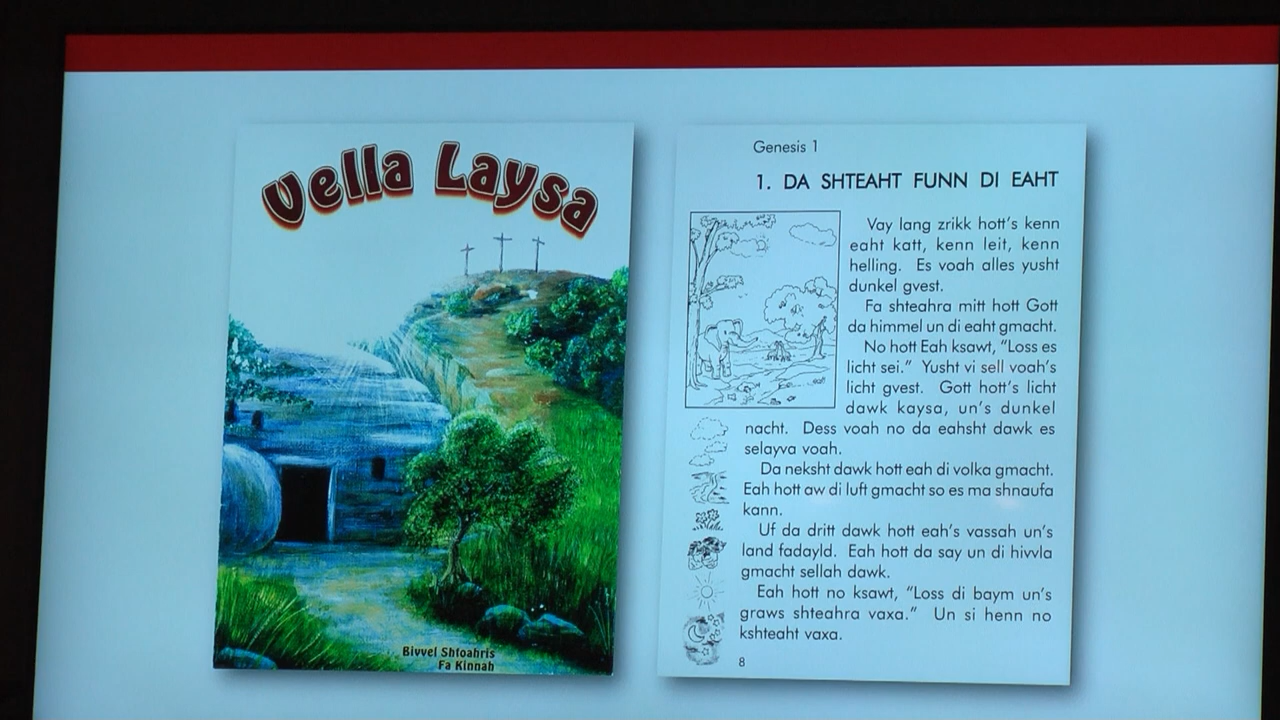 Vella Laysa
Bivvel Shtoahris
Fa Kinnah
Genesis 1
1. DA SHTEAHT FUNN DI EAHT
Vay lang zrikk hott's kenn
eaht katt, kenn leit, kenn
helling. Es voah alles yusht
dunkel gvest.
Fa shteahra mitt hott Gott
da himmel un di eaht gmacht.
No hott Eah ksawt, "Loss es
licht sei." Yusht vi sell voah's
licht gvest. Gott hott's licht
dawk kaysa, un's dunkel
nacht. Dess voah no da eahsht dawk es
selayva voah.
Da neksht dawk hott eah di volka gmacht.
Eah hott aw di luft gmacht so es ma shnaufa
kann.
Uf da dritt dawk hott eah's vassah un's
land fadayld. Eah hott da say un di hivvla
gmacht sellah dawk.
Eah hott no ksawt, "Loss di baym un's
graws shteahra vaxa." Un si henn no
kshteaht vaxa.
8